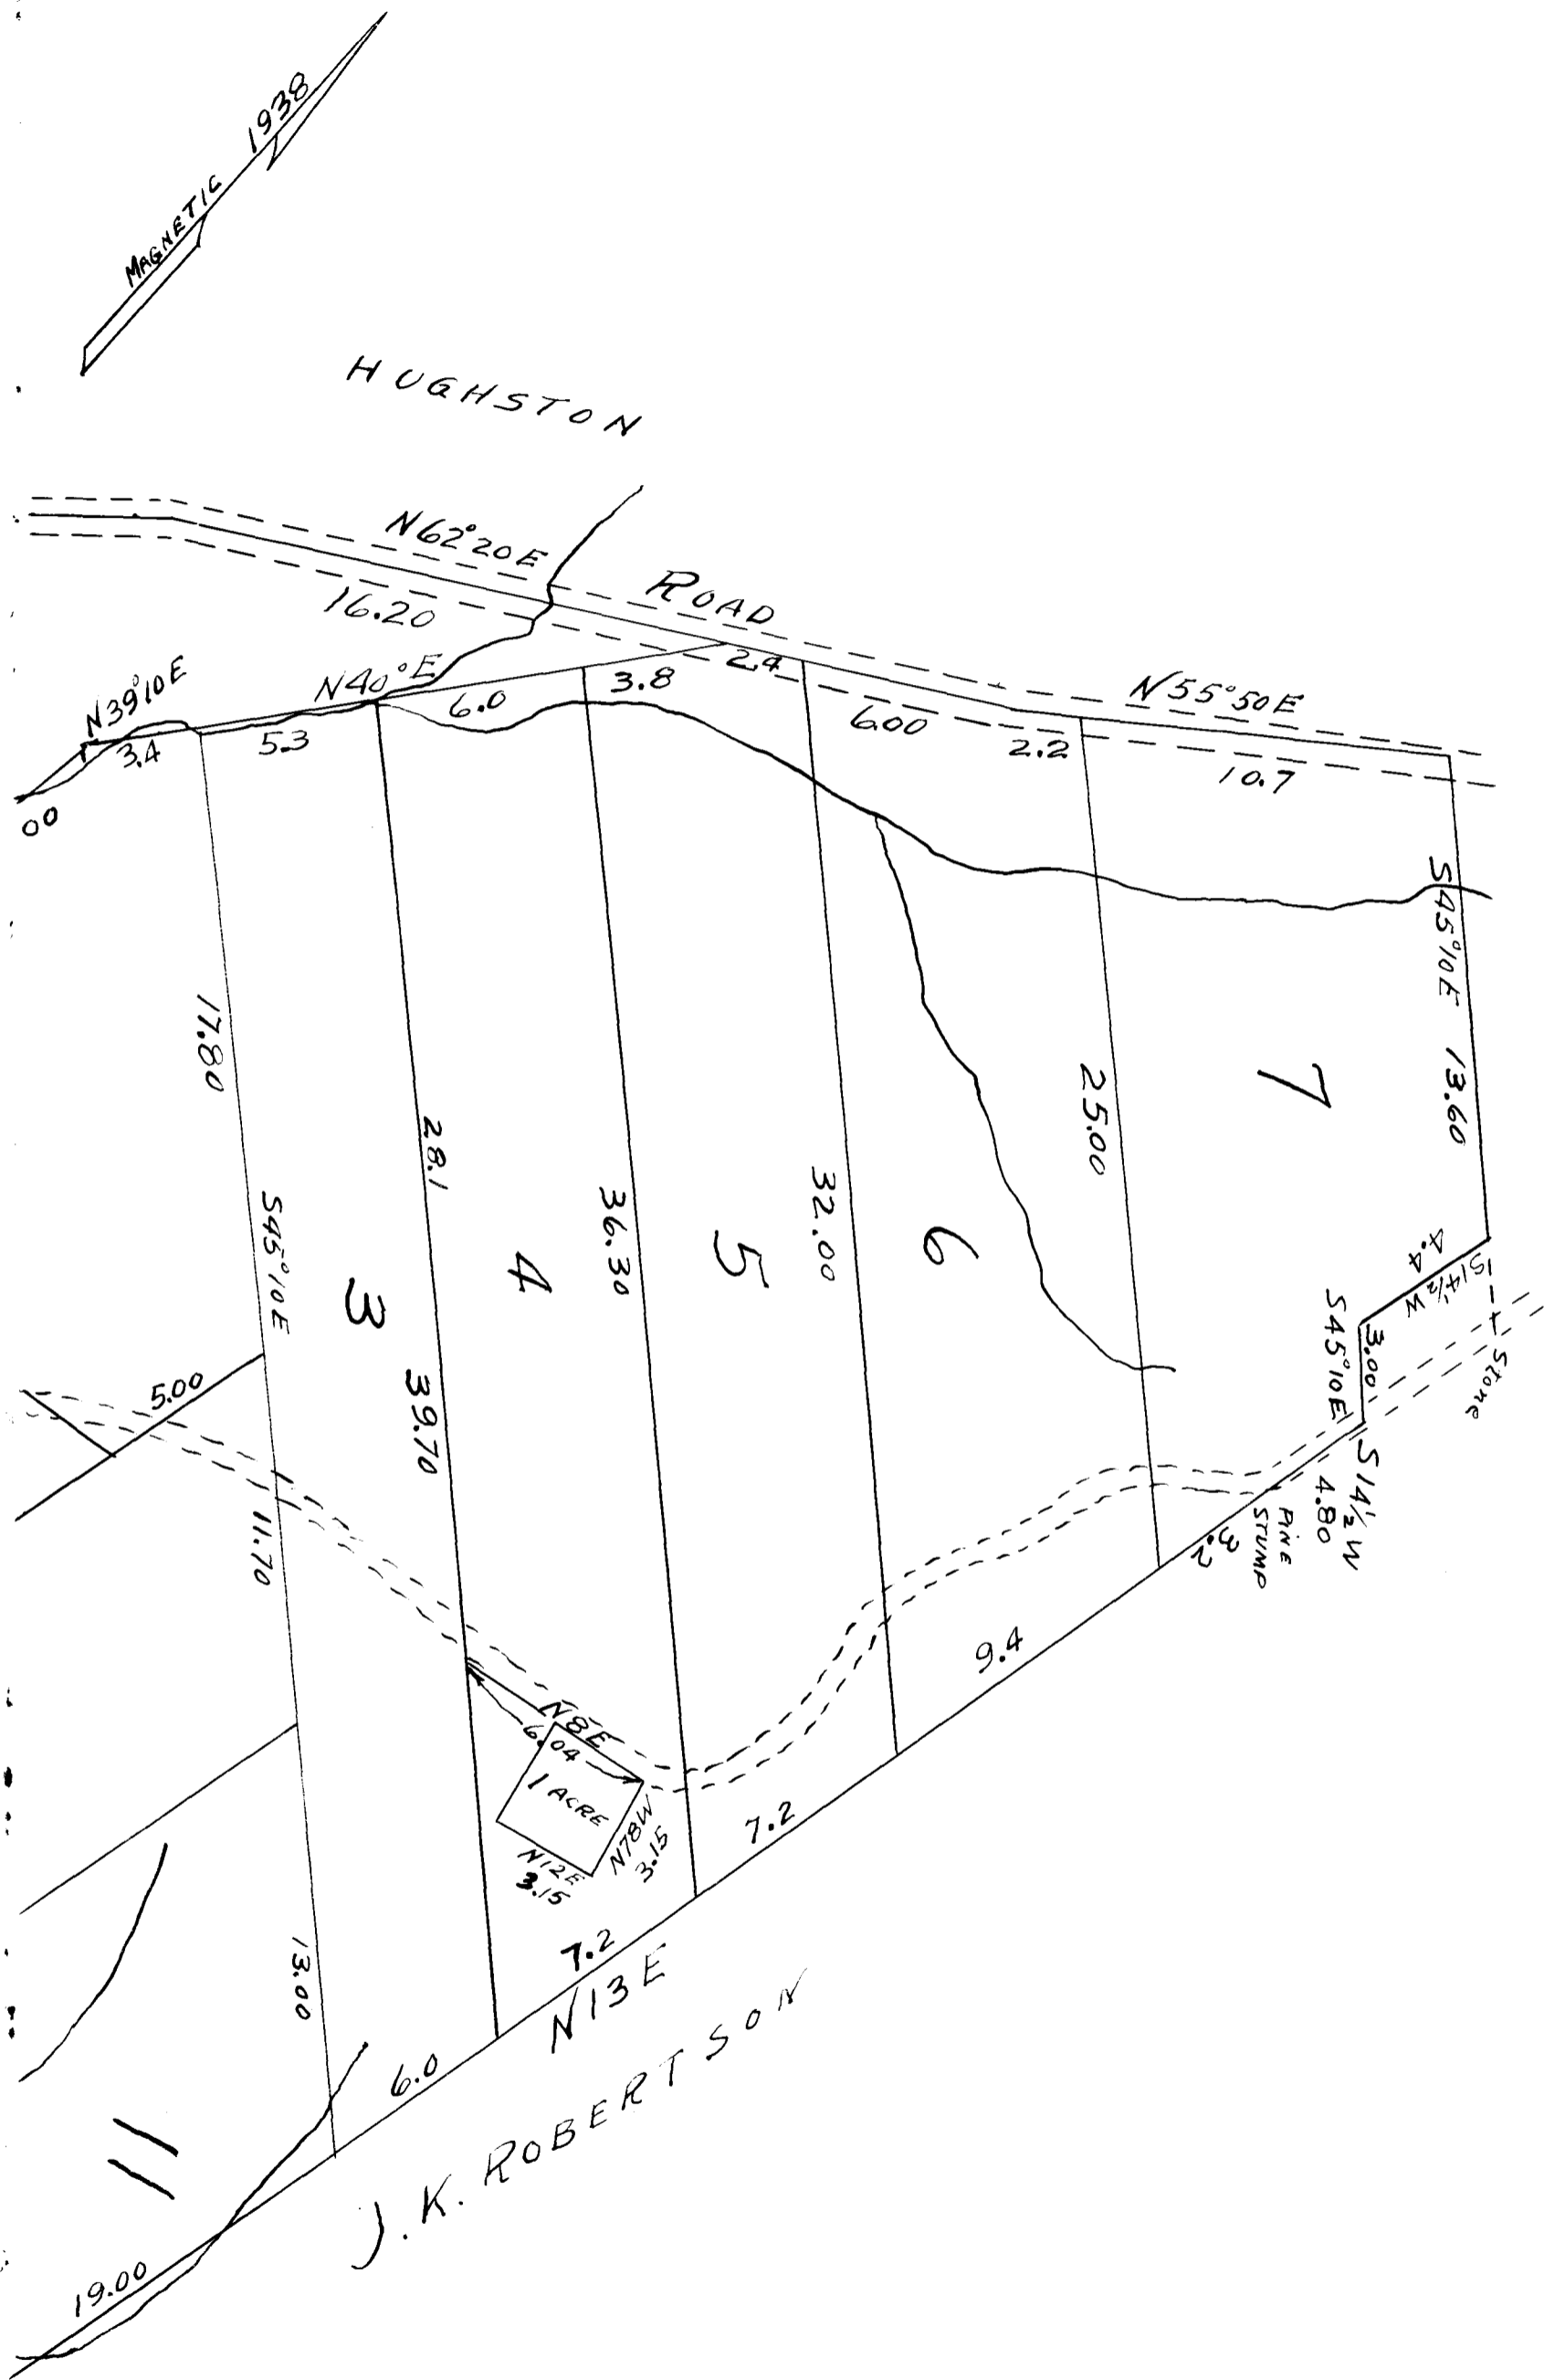 MAGNETIC 1938
HUGHSTON
N62°20E
16.20
ROAD
N39°10E
3.4
N40°E
5.3
6.0
3.8
2.4
6.00
2.2
N55°50E
10.7
00
S45°10E 13.60
17.80
S45°10E
11.70
13.00
28.1
39.70
36.30
32.00
25.00
3
4
5
6
7
4.4
S14½W
3.00
S45°10E
Stone
S14½W
4.80
PINE
STUMP
3.2
9.4
7.2
7.2
6.0
N13E
J.K. ROBERTSON
5.00
N8E
6.04
1 ACRE
N78W
3.15
N12E
3.15
11
19.00